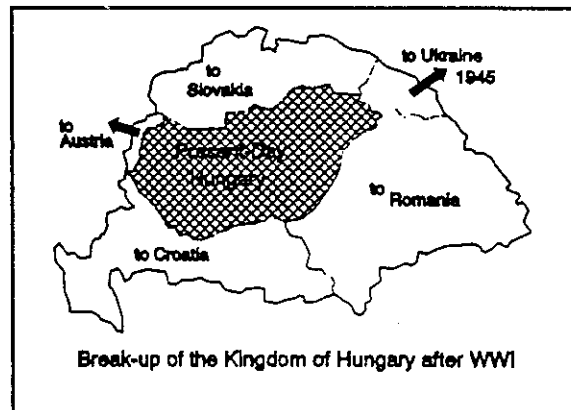 to
Slovakia
to Ukraine
1945
to
Austria
Present-Day
Hungary
to
Romania
to Croatia
Break-up of the Kingdom of Hungary after WWI